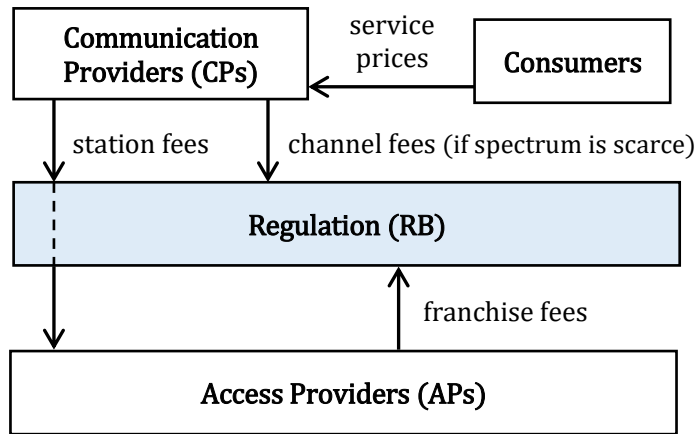 Communication
Providers (CPs)
service
prices
Consumers
station fees
channel fees (if spectrum is scarce)
Regulation (RB)
franchise fees
Access Providers (APs)